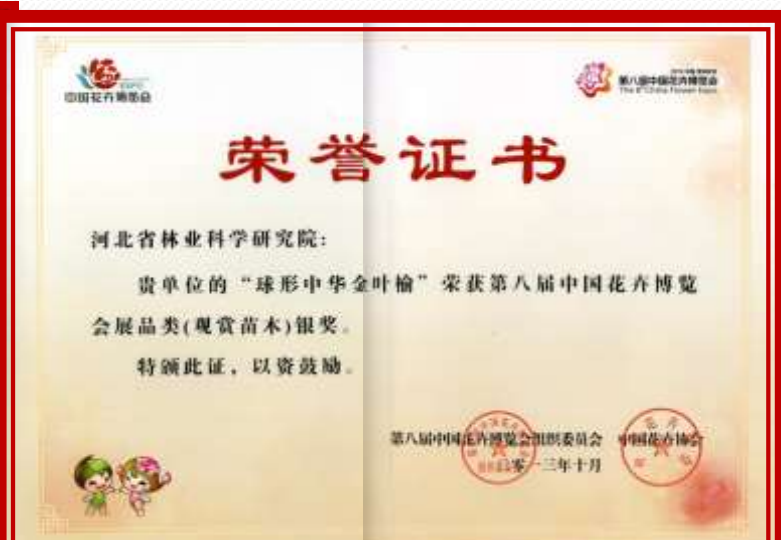 EXPO
中国花卉博览会
第八届中国花卉博览会
The 8th China Flower Expo
荣誉证书
河北省林业科学研究院:
贵单位的“球形中华金叶榆”荣获第八届中国花卉博览
会展品类(观赏苗木)银奖。
特颁此证，以资鼓励。
第八届中国花卉博览会组织委员会 中国花卉协会
二零一三年十月